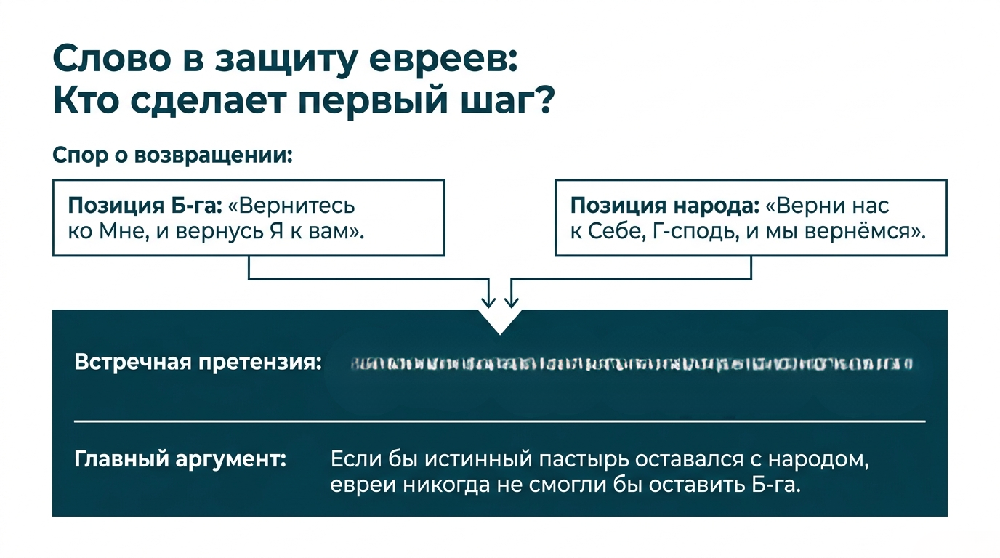 Слово в защиту евреев:
Кто сделает первый шаг?
Спор о возвращении:
Позиция Б-га: «Вернитесь
ко Мне, и вернусь Я к вам».
Позиция народа: «Верни нас
к Себе, Г-сподь, и мы вернёмся».
Встречная претензия:
Главный аргумент:
Если бы истинный пастырь оставался с народом,
евреи никогда не смогли бы оставить Б-га.